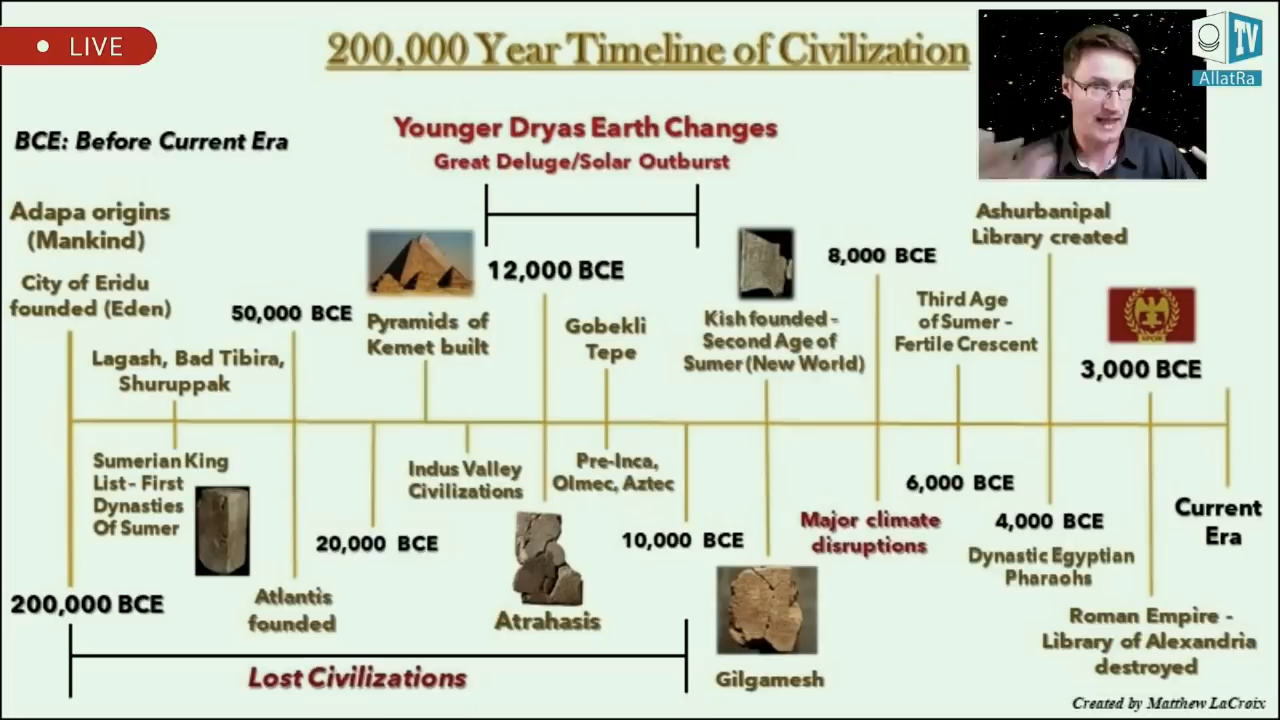 LIVE
200,000 Year Timeline of Civilization
TV
AllatRa
BCE: Before Current Era
Younger Dryas Earth Changes
Great Deluge/Solar Outburst
Adapa origins
(Mankind)
City of Eridu
founded (Eden)
Lagash, Bad Tibira,
Shuruppak
50,000 BCE
Pyramids of
Kemet built
12,000 BCE
Gobekli
Tepe
Kish founded -
Second Age of
Sumer (New World)
8,000 BCE
Third Age
of Sumer -
Fertile Crescent
Ashurbanipal
Library created
SPQR
3,000 BCE
Sumerian King
List - First
Dynasties
Of Sumer
200,000 BCE
Atlantis
founded
20,000 BCE
Indus Valley
Civilizations
Atrahasis
Pre-Inca,
Olmec, Aztec
10,000 BCE
Gilgamesh
Major climate
disruptions
6,000 BCE
4,000 BCE
Dynastic Egyptian
Pharaohs
Roman Empire -
Library of Alexandria
destroyed
Current
Era
Lost Civilizations
Created by Matthew LaCroix